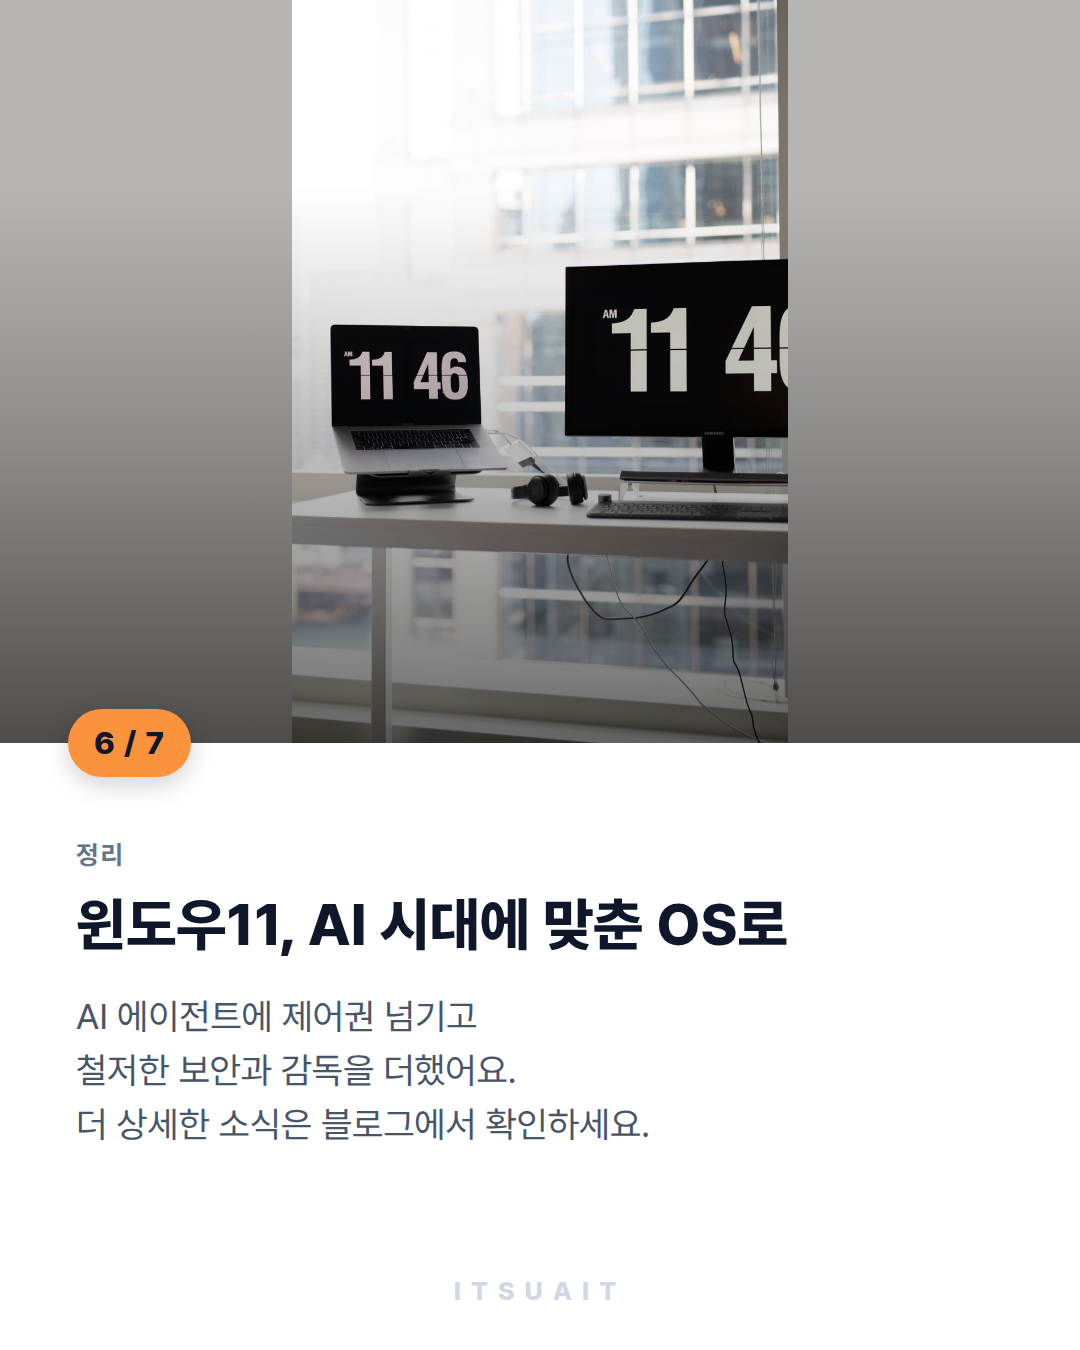 AM
11 46
AM
11 46
SAMSUNG
6 / 7
정리
윈도우11, AI 시대에 맞춘 OS로
AI 에이전트에 제어권 넘기고
철저한 보안과 감독을 더했어요.
더 상세한 소식은 블로그에서 확인하세요.
ITSUAIT